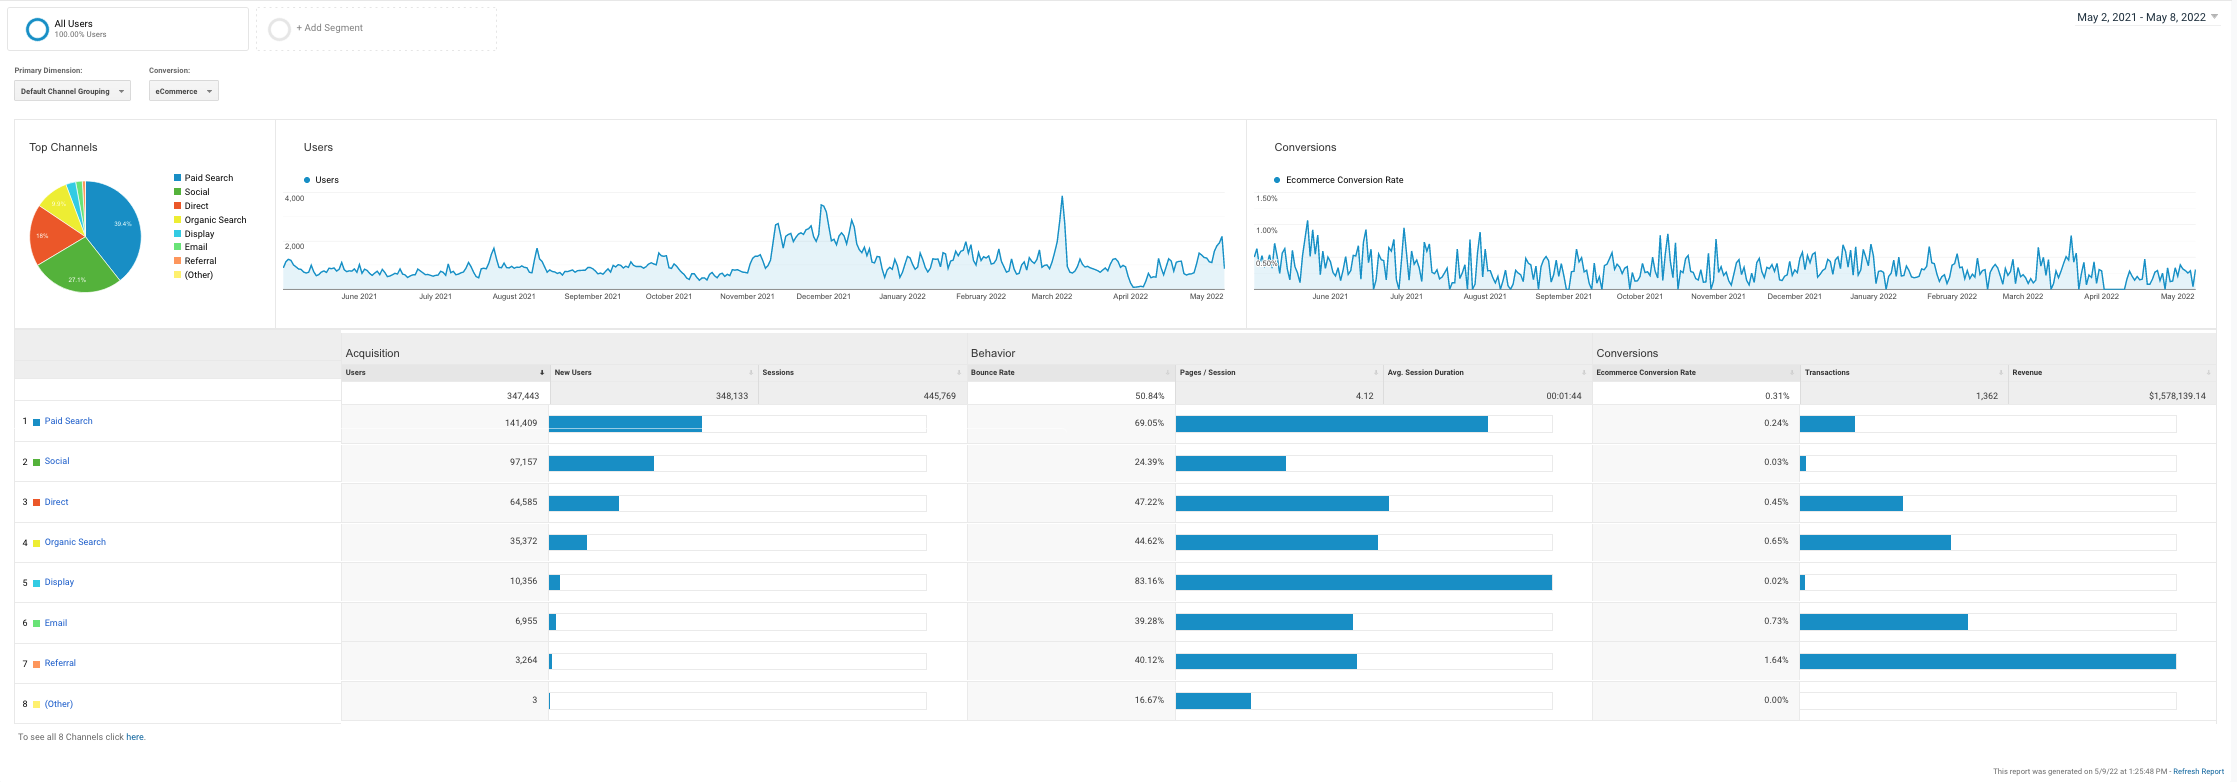 All Users
100.00% Users
+ Add Segment
May 2, 2021 - May 8, 2022
Primary Dimension:
Conversion:
Default Channel Grouping
eCommerce
Top Channels
Paid Search
Social
Direct
Organic Search
Display
Email
Referral
(Other)
39.4%
27.1%
18%
Users
Users
4,000
2,000
June 2021 July 2021 August 2021 September 2021 October 2021 November 2021 December 2021 January 2022 February 2022 March 2022 April 2022 May 2022
Conversions
Ecommerce Conversion Rate
1.50%
1.00%
0.50%
June 2021 July 2021 August 2021 September 2021 October 2021 November 2021 December 2021 January 2022 February 2022 March 2022 April 2022 May 2022
Acquisition Behavior Conversions
Users New Users Sessions Bounce Rate Pages / Session Avg. Session Duration Ecommerce Conversion Rate Transactions Revenue
347,443 348,133 445,769 50.84% 4.12 00:01:44 0.31% 1,362 $1,578,139.14
1 Paid Search 141,409 69.05% 0.24%
2 Social 97,157 24.39% 0.03%
3 Direct 64,585 47.22% 0.45%
4 Organic Search 35,372 44.62% 0.65%
5 Display 10,356 83.16% 0.02%
6 Email 6,955 39.28% 0.73%
7 Referral 3,264 40.12% 1.64%
8 (Other) 3 16.67% 0.00%
To see all 8 Channels click here.
This report was generated on 5/9/22 at 1:25:48 PM - Refresh Report